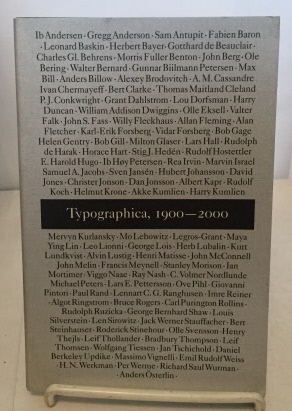 Ib Andersen · Gregg Anderson · Sam Antupit · Fabien Baron
· Leonard Baskin · Herbert Bayer · Gotthard de Beauclair ·
Charles Gl. Behrens · Morris Fuller Benton · John Berg · Ole
Bering · Walter Bernard · Gunnar Biilmann Petersen · Max
Bill · Anders Billow · Alexey Brodovitch · A. M. Cassandre
Ivan Chermayeff · Bert Clarke · Thomas Maitland Cleland
P. J. Conkwright · Grant Dahlstrom · Lou Dorfsman · Harry
Duncan · William Addison Dwiggins · Olle Eksell · Valter
Falk · John S. Fass · Willy Fleckhaus · Allan Fleming · Alan
Fletcher · Karl-Erik Forsberg · Vidar Forsberg · Bob Gage
Helen Gentry · Bob Gill · Milton Glaser · Lars Hall · Rudolph
de Harak · Horace Hart · Stig J. Hedén · Rudolf Hostettler
E. Harold Hugo · Ib Høy Petersen · Rea Irvin · Marvin Israel
Samuel A. Jacobs · Sven Jansén · Hubert Johansson · David
Jones · Christer Jonson · Dan Jonsson · Albert Kapr · Rudolf
Koch · Helmut Krone · Akke Kumlien · Harry Kumlien
Typographica, 1900–2000
Mervyn Kurlansky · Mo Lebowitz · Legros-Grant · Maya
Ying Lin · Leo Lionni · George Lois · Herb Lubalin · Kurt
Lundkvist · Alvin Lustig · Henri Matisse · John McConnell
John Melin · Francis Meynell · Stanley Morison · Jan
Mortimer · Viggo Naae · Ray Nash · C. Volmer Nordlunde
Michael Peters · Lars E. Pettersson · Ove Pihl · Giovanni
Pintori · Paul Rand · Lennart C. G. Ranghusen · Imre Reiner
· Algot Ringström · Bruce Rogers · Carl Purington Rollins
Rudolph Ruzicka · George Bernhard Shaw · Louis
Silverstein · Len Sirowitz · Jack Werner Stauffacher · Bert
Steinhauser · Roderick Stinehour · Olle Svensson · Henry
Thejls · Leif Thollander · Bradbury Thompson · Leif
Thomsen · Wolfgang Tiessen · Jan Tschichold · Daniel
Berkeley Updike · Massimo Vignelli · Emil Rudolf Weiss
· H. N. Werkman · Per Werme · Richard Saul Wurman ·
· Anders Österlin ·